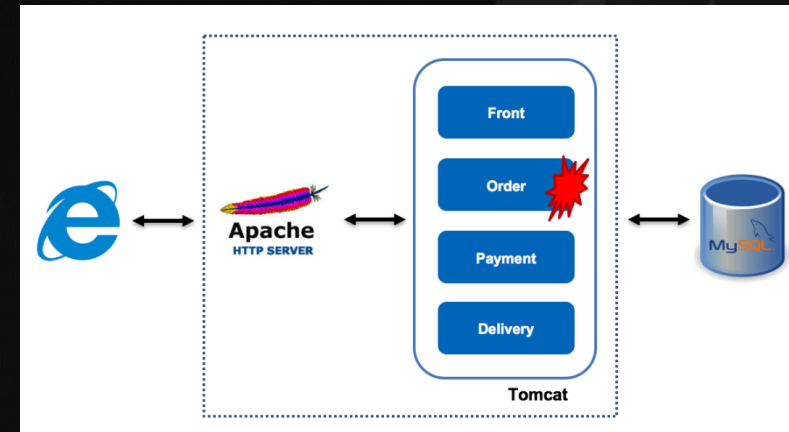 Front
Order
Apache
HTTP SERVER
Payment
MySQL
Delivery
Tomcat